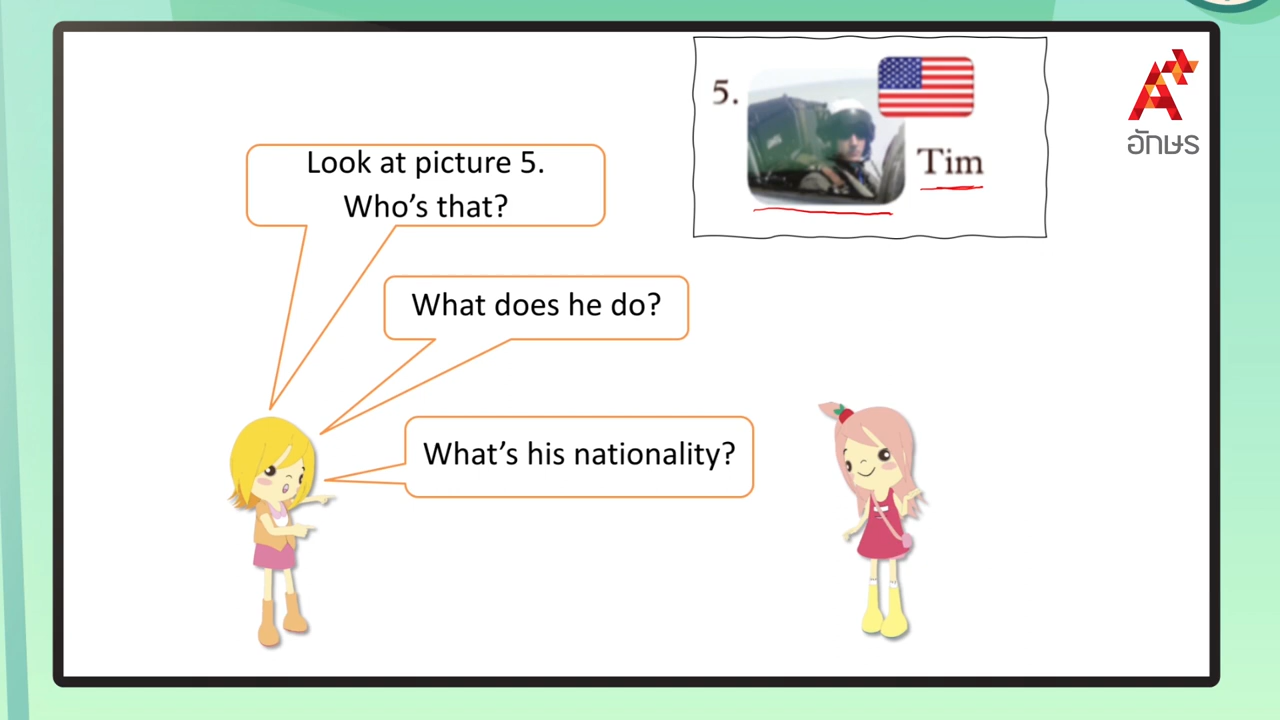 5.
Tim
อักษร
Look at picture 5.
Who's that?
What does he do?
What's his nationality?